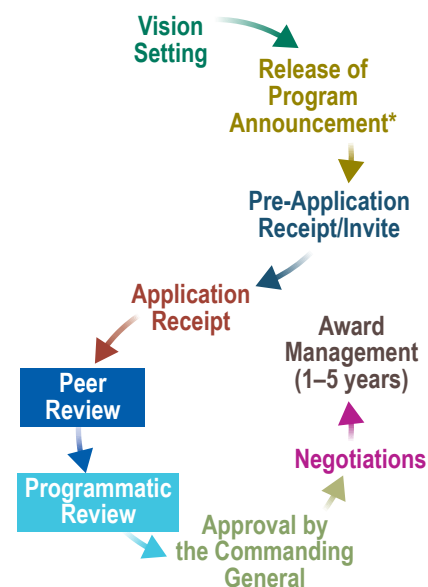 Vision
Setting
Release of
Program
Announcement*
Pre-Application
Receipt/Invite
Application
Receipt
Peer
Review
Programmatic
Review
Approval by
the Commanding
General
Negotiations
Award
Management
(1–5 years)